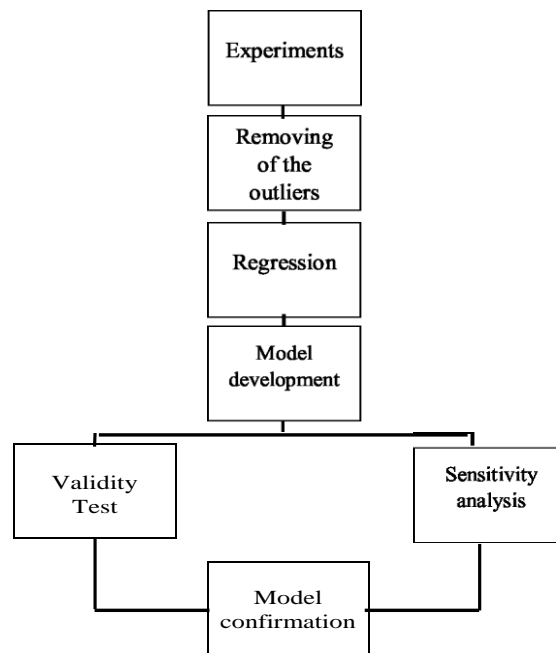 Experiments
Removing
of the
outliers
Regression
Model
development
Validity
Test
Sensitivity
analysis
Model
confirmation